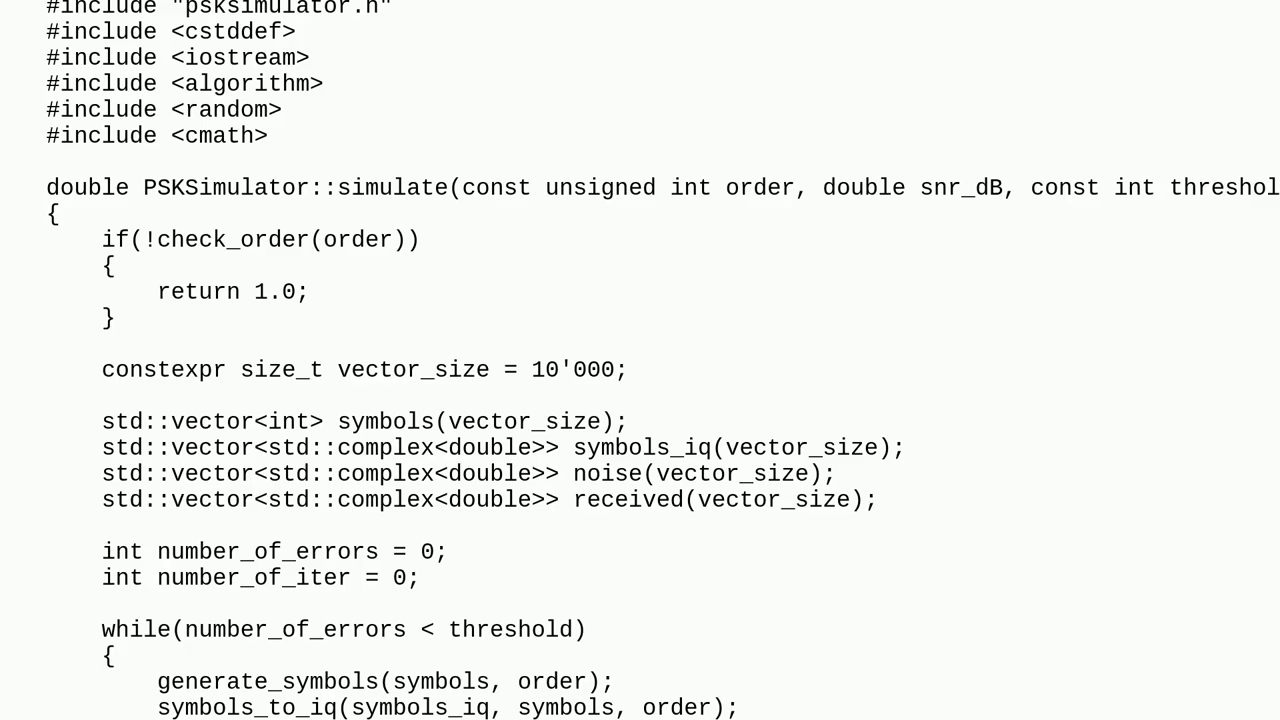 #include "psksimulator.h"
#include <cstddef>
#include <iostream>
#include <algorithm>
#include <random>
#include <cmath>

double PSKSimulator::simulate(const unsigned int order, double snr_dB, const int threshol
{
    if(!check_order(order))
    {
        return 1.0;
    }

    constexpr size_t vector_size = 10'000;

    std::vector<int> symbols(vector_size);
    std::vector<std::complex<double>> symbols_iq(vector_size);
    std::vector<std::complex<double>> noise(vector_size);
    std::vector<std::complex<double>> received(vector_size);

    int number_of_errors = 0;
    int number_of_iter = 0;

    while(number_of_errors < threshold)
    {
        generate_symbols(symbols, order);
        symbols_to_iq(symbols_iq, symbols, order);